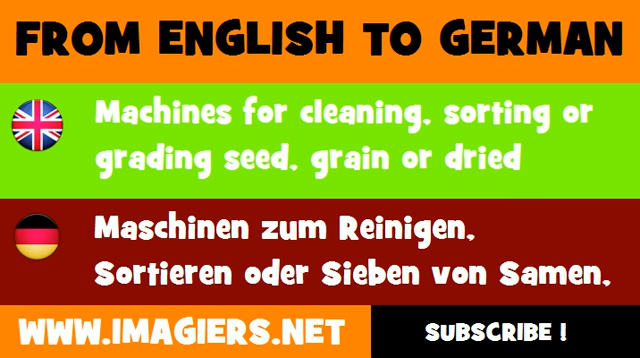 FROM ENGLISH TO GERMAN
Machines for cleaning, sorting or
grading seed, grain or dried
Maschinen zum Reinigen,
Sortieren oder Sieben von Samen,
WWW.IMAGIERS.NET
SUBSCRIBE !